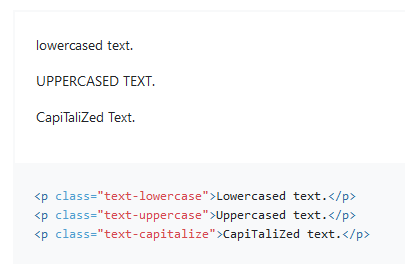 lowercased text.
UPPERCASED TEXT.
CapiTaliZed Text.
<p class="text-lowercase">Lowercased text.</p>
<p class="text-uppercase">Uppercased text.</p>
<p class="text-capitalize">CapiTaliZed text.</p>